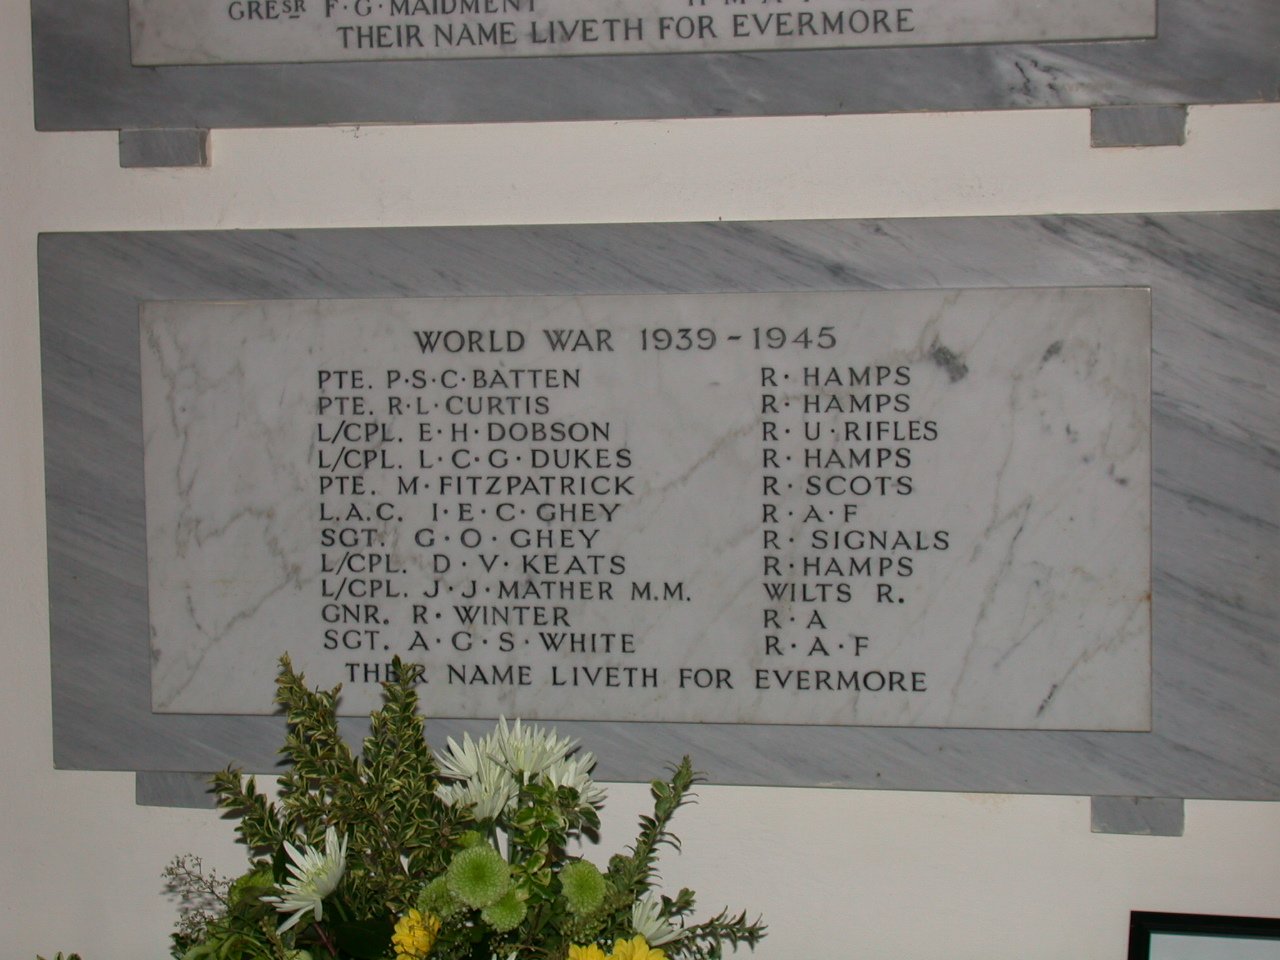 GRESR F·G·MAIDMENT
THEIR NAME LIVETH FOR EVERMORE
WORLD WAR 1939-1945
PTE. P·S·C·BATTEN R·HAMPS
PTE. R·L·CURTIS R·HAMPS
L/CPL. E·H·DOBSON R·U·RIFLES
L/CPL. L·C·G·DUKES R·HAMPS
PTE. M·FITZPATRICK R·SCOTS
L.A.C. I·E·C·GHEY R·A·F
SGT. G·O·GHEY R·SIGNALS
L/CPL. D·V·KEATS R·HAMPS
L/CPL. J·J·MATHER M.M. WILTS R.
GNR. R·WINTER R·A
SGT. A·G·S·WHITE R·A·F
THEIR NAME LIVETH FOR EVERMORE